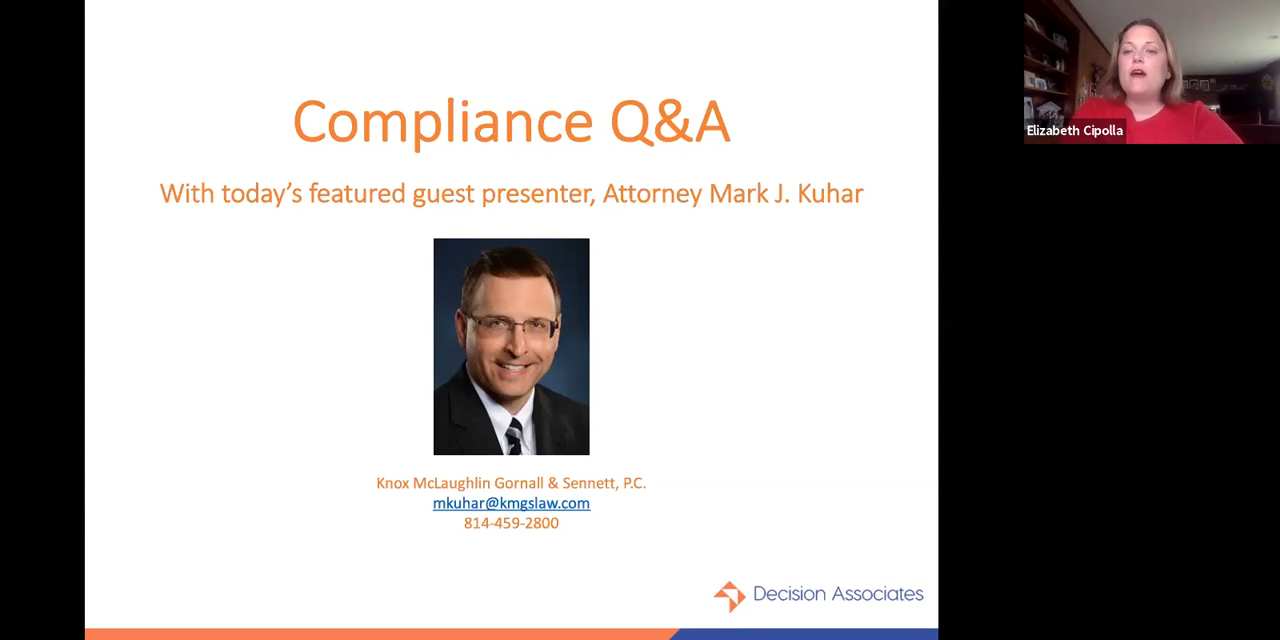 Compliance Q&A
With today's featured guest presenter, Attorney Mark J. Kuhar
Knox McLaughlin Gornall & Sennett, P.C.
mkuhar@kmgslaw.com
814-459-2800
Decision Associates
Elizabeth Cipolla